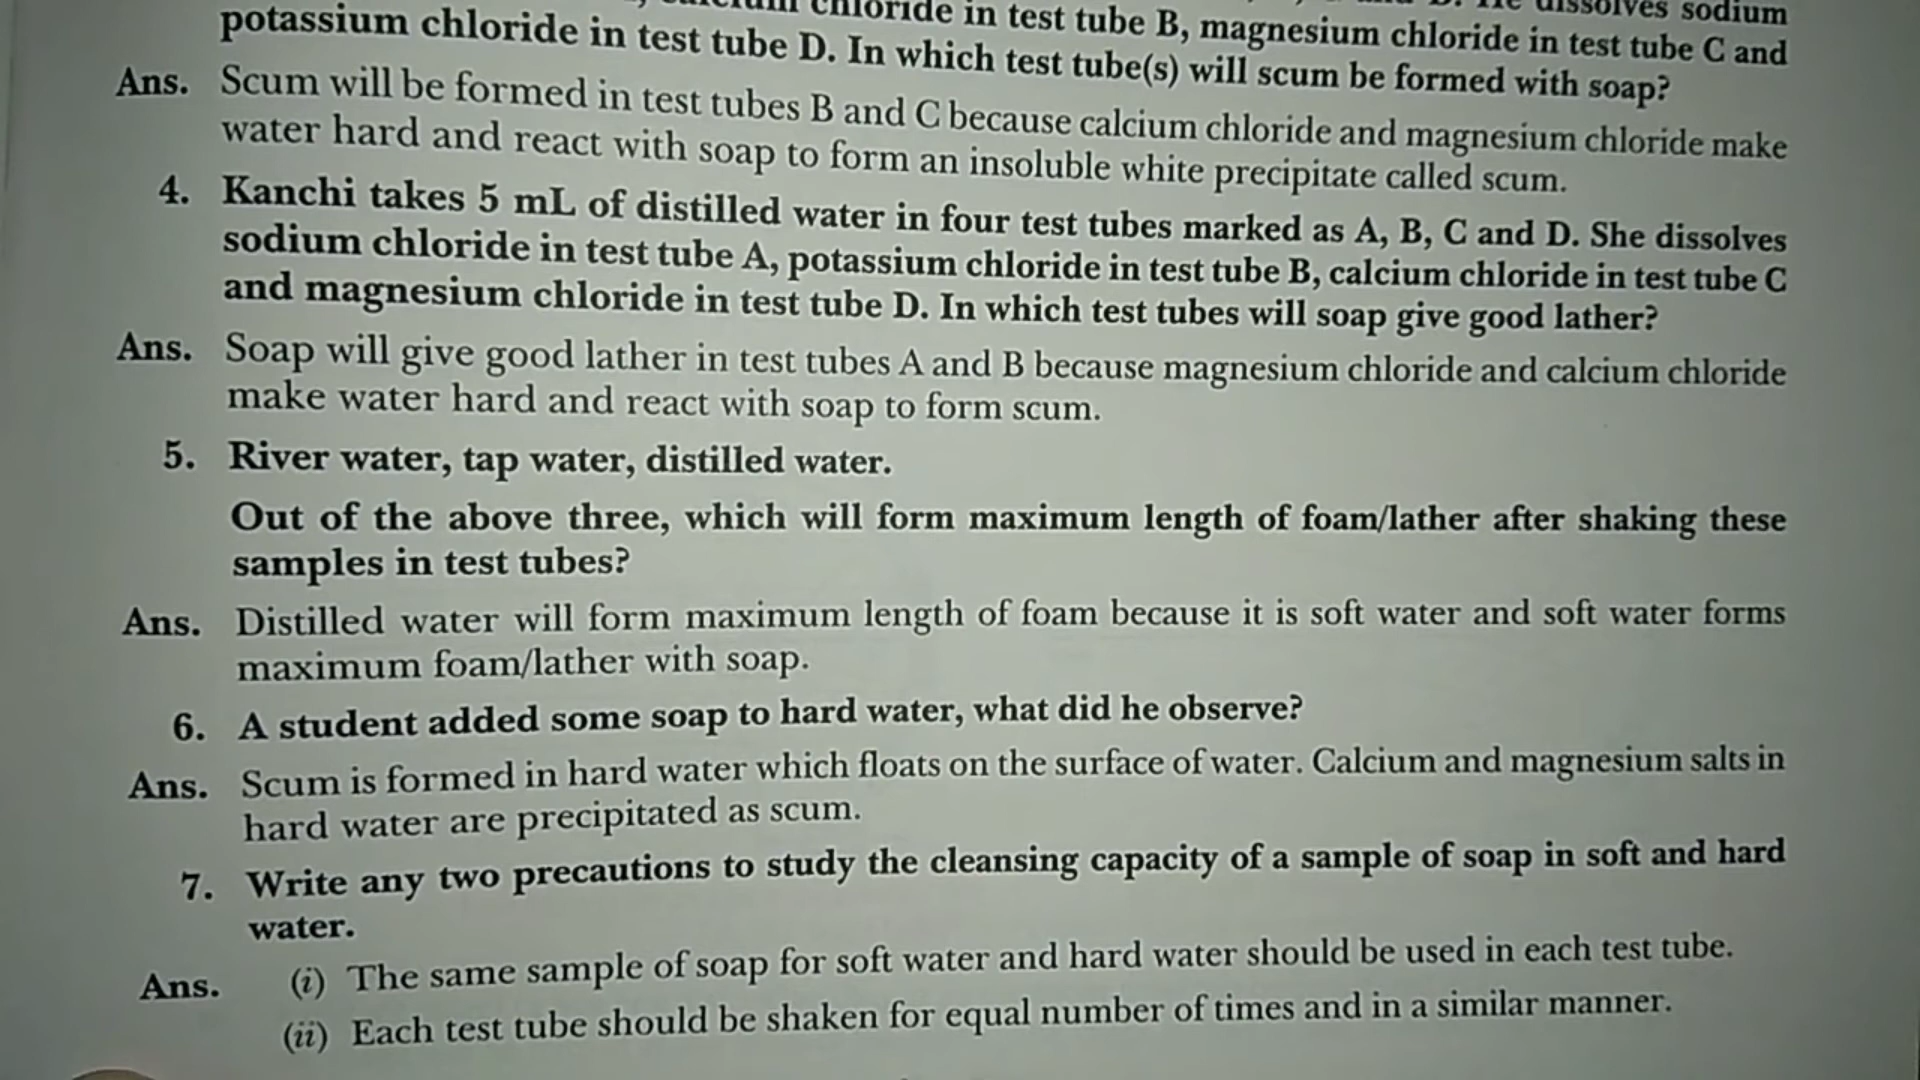 chloride in test tube B, magnesium chloride in test tube C and
dissolves sodium
potassium chloride in test tube D. In which test tube(s) will scum be formed with soap?
Ans. Scum will be formed in test tubes B and C because calcium chloride and magnesium chloride make
water hard and react with soap to form an insoluble white precipitate called scum.
4. Kanchi takes 5 mL of distilled water in four test tubes marked as A, B, C and D. She dissolves
sodium chloride in test tube A, potassium chloride in test tube B, calcium chloride in test tube C
and magnesium chloride in test tube D. In which test tubes will soap give good lather?
Ans. Soap will give good lather in test tubes A and B because magnesium chloride and calcium chloride
make water hard and react with soap to form scum.
5. River water, tap water, distilled water.
Out of the above three, which will form maximum length of foam/lather after shaking these
samples in test tubes?
Ans. Distilled water will form maximum length of foam because it is soft water and soft water forms
maximum foam/lather with soap.
6. A student added some soap to hard water, what did he observe?
Ans. Scum is formed in hard water which floats on the surface of water. Calcium and magnesium salts in
hard water are precipitated as scum.
7. Write any two precautions to study the cleansing capacity of a sample of soap in soft and hard
water.
Ans. (i) The same sample of soap for soft water and hard water should be used in each test tube.
(ii) Each test tube should be shaken for equal number of times and in a similar manner.